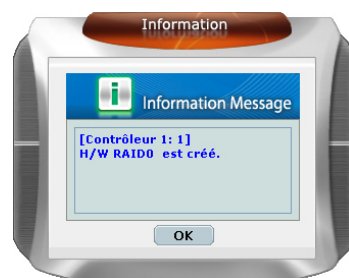 Information
Information Message
[Contrôleur 1: 1]
H/W RAID0 est créé.
OK